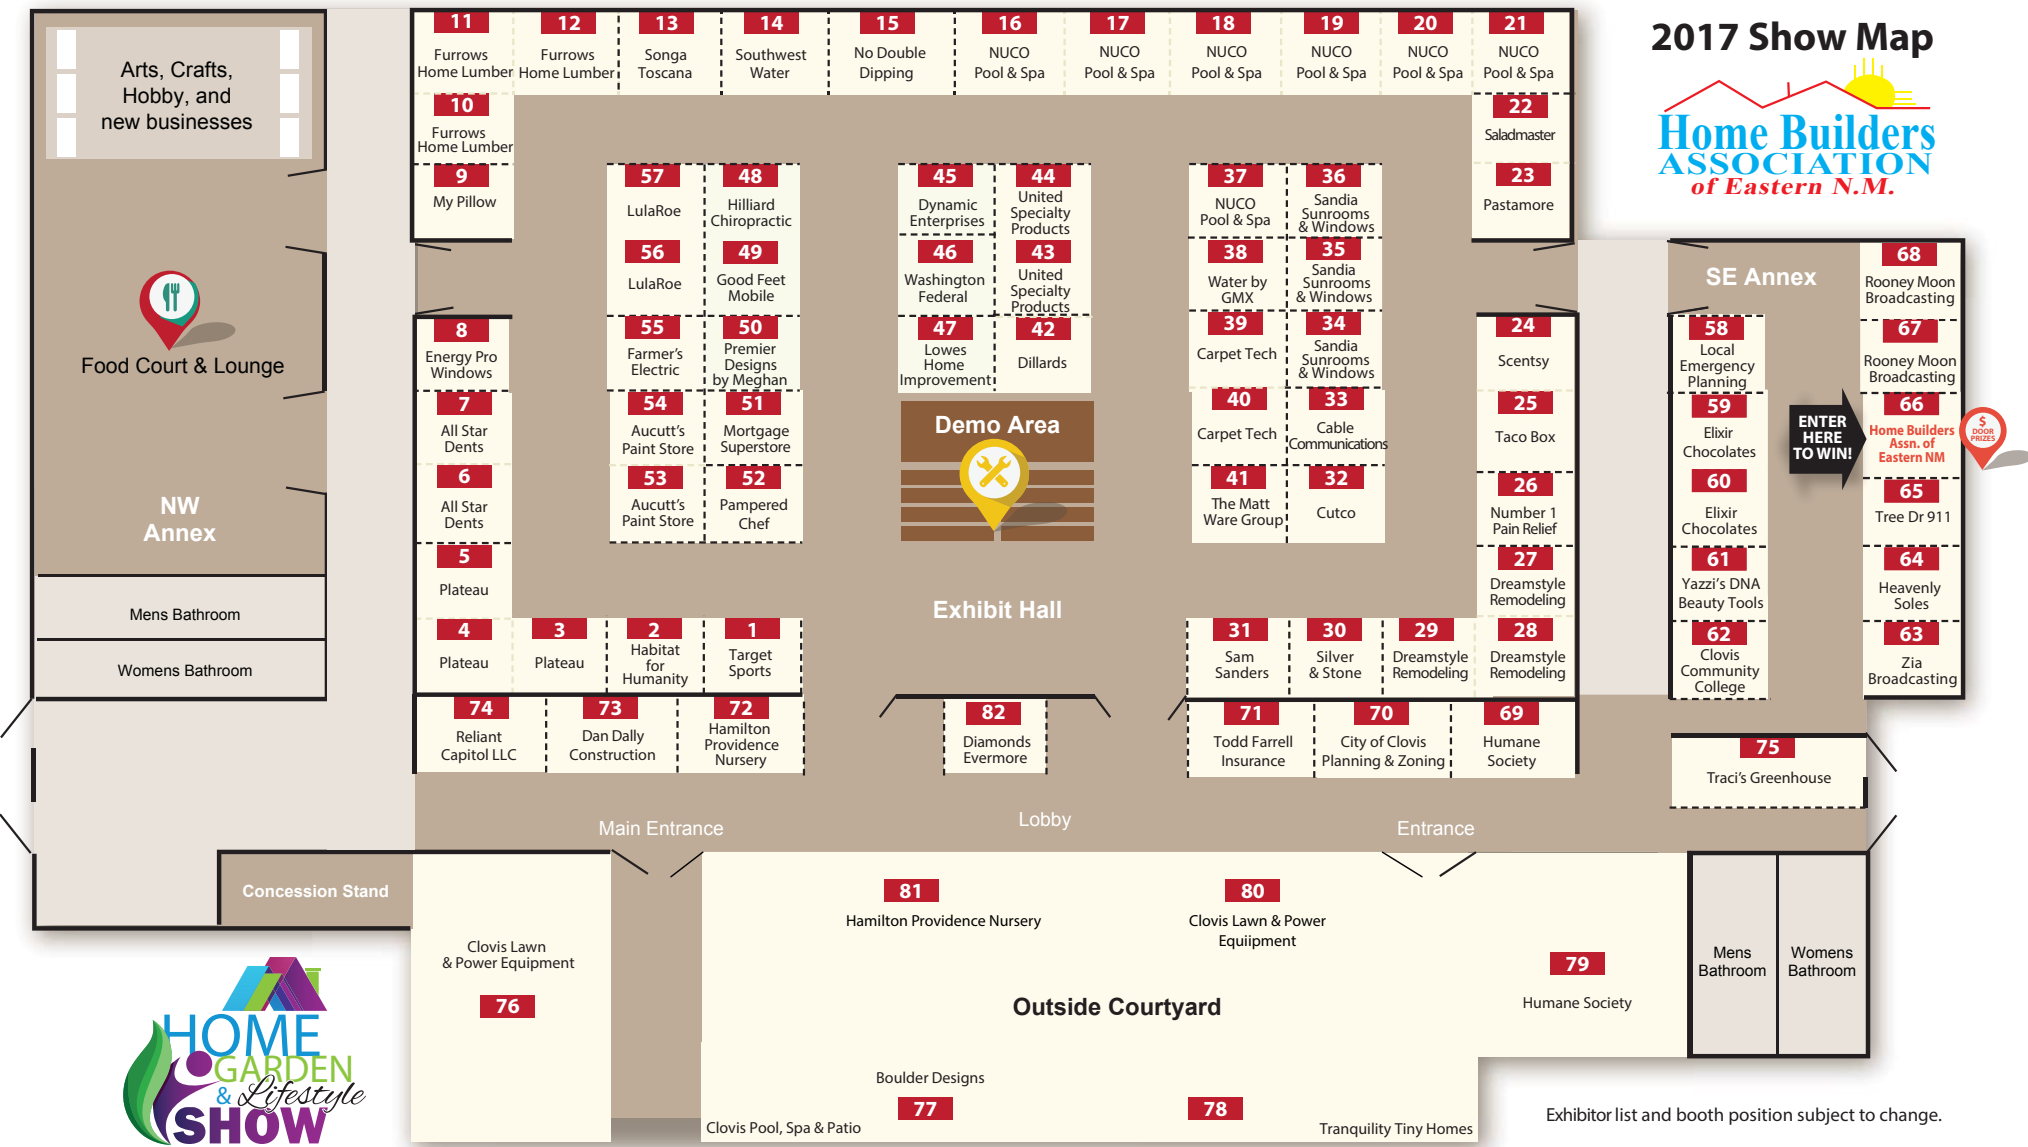 2017 Show Map
Home Builders
ASSOCIATION
of Eastern N.M.
Arts, Crafts,
Hobby, and
new businesses
Food Court & Lounge
NW
Annex
Mens Bathroom
Womens Bathroom
11
Furrows
Home Lumber
12
Furrows
Home Lumber
13
Songa
Toscana
14
Southwest
Water
15
No Double
Dipping
16
NUCO
Pool & Spa
17
NUCO
Pool & Spa
18
NUCO
Pool & Spa
19
NUCO
Pool & Spa
20
NUCO
Pool & Spa
21
NUCO
Pool & Spa
10
Furrows
Home Lumber
9
My Pillow
22
Saladmaster
23
Pastamore
57
LulaRoe
48
Hilliard
Chiropractic
56
LulaRoe
49
Good Feet
Mobile
55
Farmer's
Electric
50
Premier
Designs
by Meghan
54
Aucutt's
Paint Store
51
Mortgage
Superstore
53
Aucutt's
Paint Store
52
Pampered
Chef
45
Dynamic
Enterprises
44
United
Specialty
Products
46
Washington
Federal
43
United
Specialty
Products
47
Lowes
Home
Improvement
42
Dillards
Demo Area
37
NUCO
Pool & Spa
36
Sandia
Sunrooms
& Windows
38
Water by
GMX
35
Sandia
Sunrooms
& Windows
39
Carpet Tech
34
Sandia
Sunrooms
& Windows
40
Carpet Tech
33
Cable
Communications
41
The Matt
Ware Group
32
Cutco
8
Energy Pro
Windows
7
All Star
Dents
6
All Star
Dents
5
Plateau
4
Plateau
3
Plateau
2
Habitat
for
Humanity
1
Target
Sports
Exhibit Hall
24
Scentsy
25
Taco Box
26
Number 1
Pain Relief
27
Dreamstyle
Remodeling
31
Sam
Sanders
30
Silver
& Stone
29
Dreamstyle
Remodeling
28
Dreamstyle
Remodeling
SE Annex
68
Rooney Moon
Broadcasting
67
Rooney Moon
Broadcasting
58
Local
Emergency
Planning
59
Elixir
Chocolates
60
Elixir
Chocolates
61
Yazzi's DNA
Beauty Tools
62
Clovis
Community
College
ENTER
HERE
TO WIN!
66
Home Builders
Assn. of
Eastern NM
$
DOOR
PRIZES
65
Tree Dr 911
64
Heavenly
Soles
63
Zia
Broadcasting
74
Reliant
Capitol LLC
73
Dan Dally
Construction
72
Hamilton
Providence
Nursery
82
Diamonds
Evermore
71
Todd Farrell
Insurance
70
City of Clovis
Planning & Zoning
69
Humane
Society
75
Traci's Greenhouse
Main Entrance
Lobby
Entrance
Concession Stand
Clovis Lawn
& Power Equipment
76
81
Hamilton Providence Nursery
80
Clovis Lawn & Power
Equiipment
79
Humane Society
Outside Courtyard
Mens
Bathroom
Womens
Bathroom
Boulder Designs
77
Clovis Pool, Spa & Patio
78
Tranquility Tiny Homes
HOME
GARDEN
& Lifestyle
SHOW
Exhibitor list and booth position subject to change.